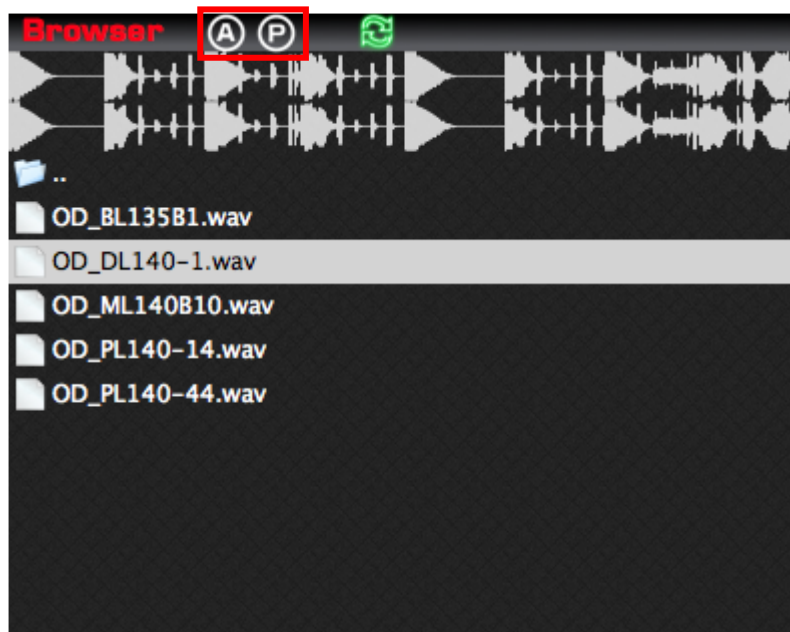 Browser A P
..
OD_BL135B1.wav
OD_DL140-1.wav
OD_ML140B10.wav
OD_PL140-14.wav
OD_PL140-44.wav